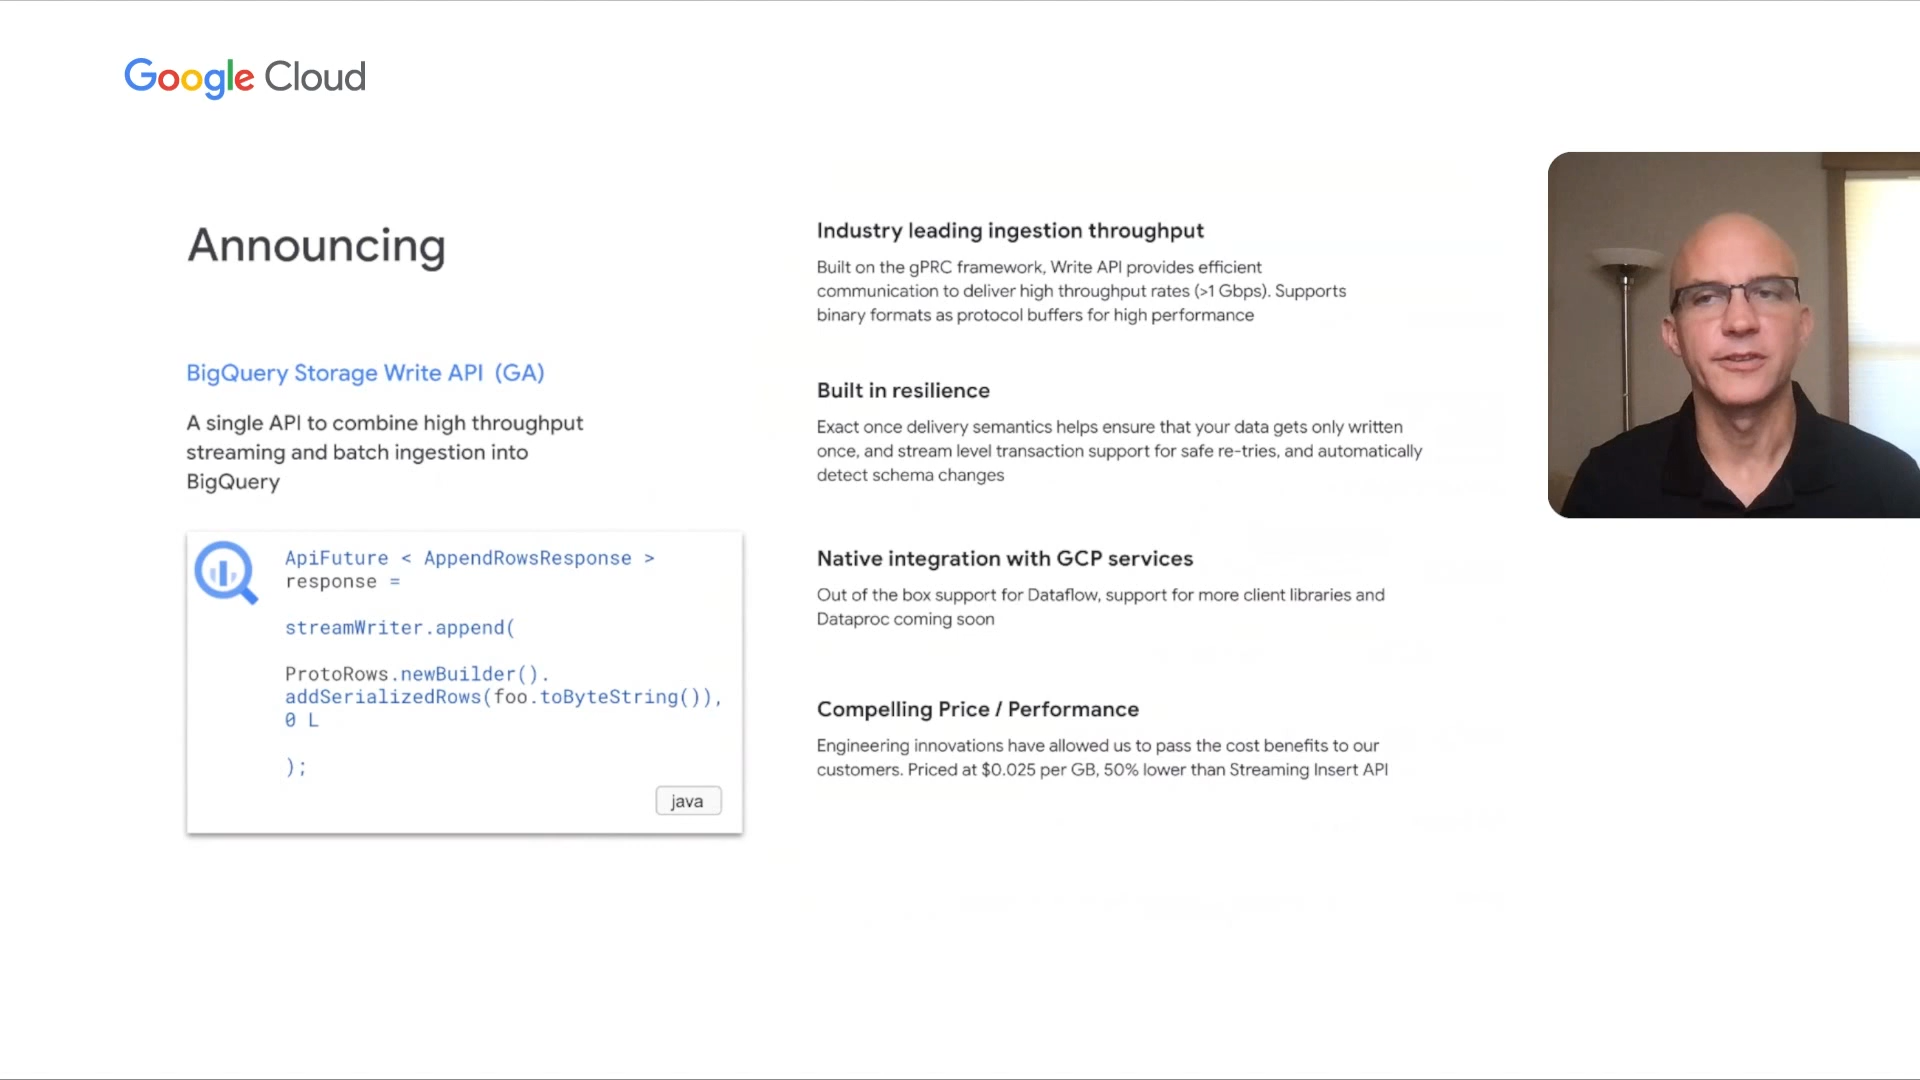 Google Cloud
Announcing
BigQuery Storage Write API (GA)
A single API to combine high throughput
streaming and batch ingestion into
BigQuery
ApiFuture < AppendRowsResponse >
response =
streamWriter.append(
ProtoRows.newBuilder().
addSerializedRows(foo.toByteString()),
0 L
);
java
Industry leading ingestion throughput
Built on the gPRC framework, Write API provides efficient
communication to deliver high throughput rates (>1 Gbps). Supports
binary formats as protocol buffers for high performance
Built in resilience
Exact once delivery semantics helps ensure that your data gets only written
once, and stream level transaction support for safe re-tries, and automatically
detect schema changes
Native integration with GCP services
Out of the box support for Dataflow, support for more client libraries and
Dataproc coming soon
Compelling Price / Performance
Engineering innovations have allowed us to pass the cost benefits to our
customers. Priced at $0.025 per GB, 50% lower than Streaming Insert API